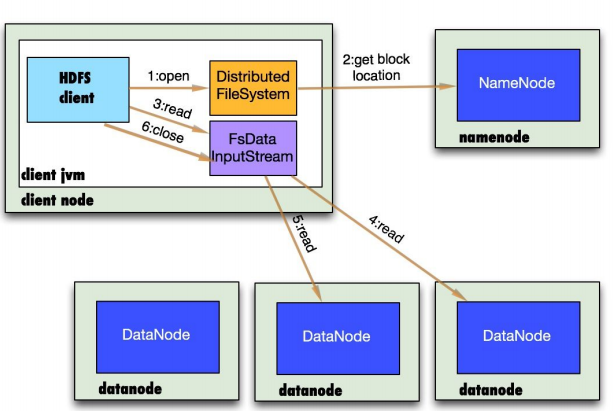 HDFS
client
1:open
Distributed
FileSystem
2:get block
location
NameNode
namenode
3:read
6:close
FsData
InputStream
client jvm
client node
5:read
4:read
DataNode
datanode
DataNode
datanode
DataNode
datanode